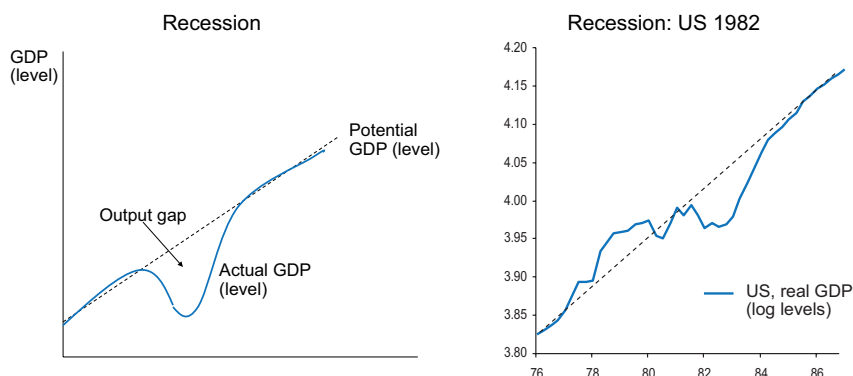 Recession
GDP
(level)
Potential
GDP (level)
Output gap
Actual GDP
(level)
Recession: US 1982
4.20
4.15
4.10
4.05
4.00
3.95
3.90
3.85
3.80
US, real GDP
(log levels)
76 78 80 82 84 86